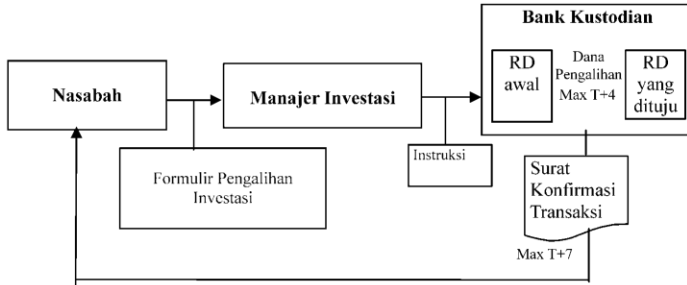 Bank Kustodian
RD
awal
Dana
Pengalihan
Max T+4
RD
yang
dituju
Nasabah
Manajer Investasi
Formulir Pengalihan
Investasi
Instruksi
Surat
Konfirmasi
Transaksi
Max T+7